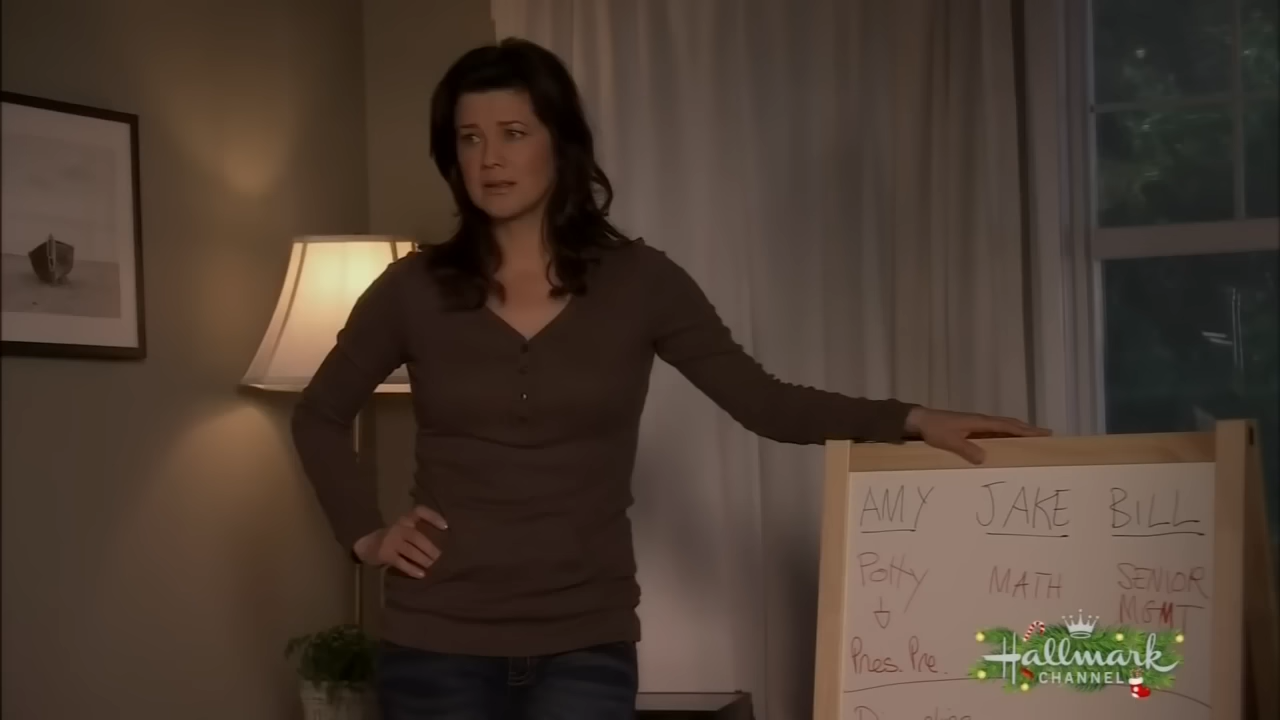 AMY JAKE BILL
Potty MATH SENIOR
MGMT
Pres. Pre.
Hallmark
CHANNEL